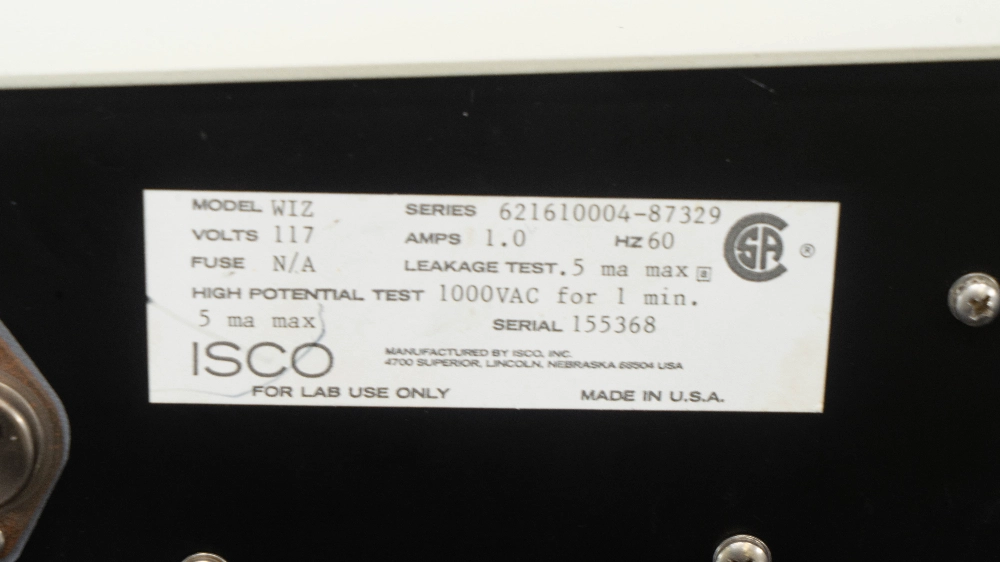 MODEL WIZ SERIES 621610004-87329
VOLTS 117 AMPS 1.0 HZ 60
FUSE N/A LEAKAGE TEST .5 ma max
HIGH POTENTIAL TEST 1000VAC for 1 min.
5 ma max SERIAL 155368
ISCO MANUFACTURED BY ISCO, INC.
4700 SUPERIOR, LINCOLN, NEBRASKA 68504 USA
FOR LAB USE ONLY MADE IN U.S.A.
SA ®